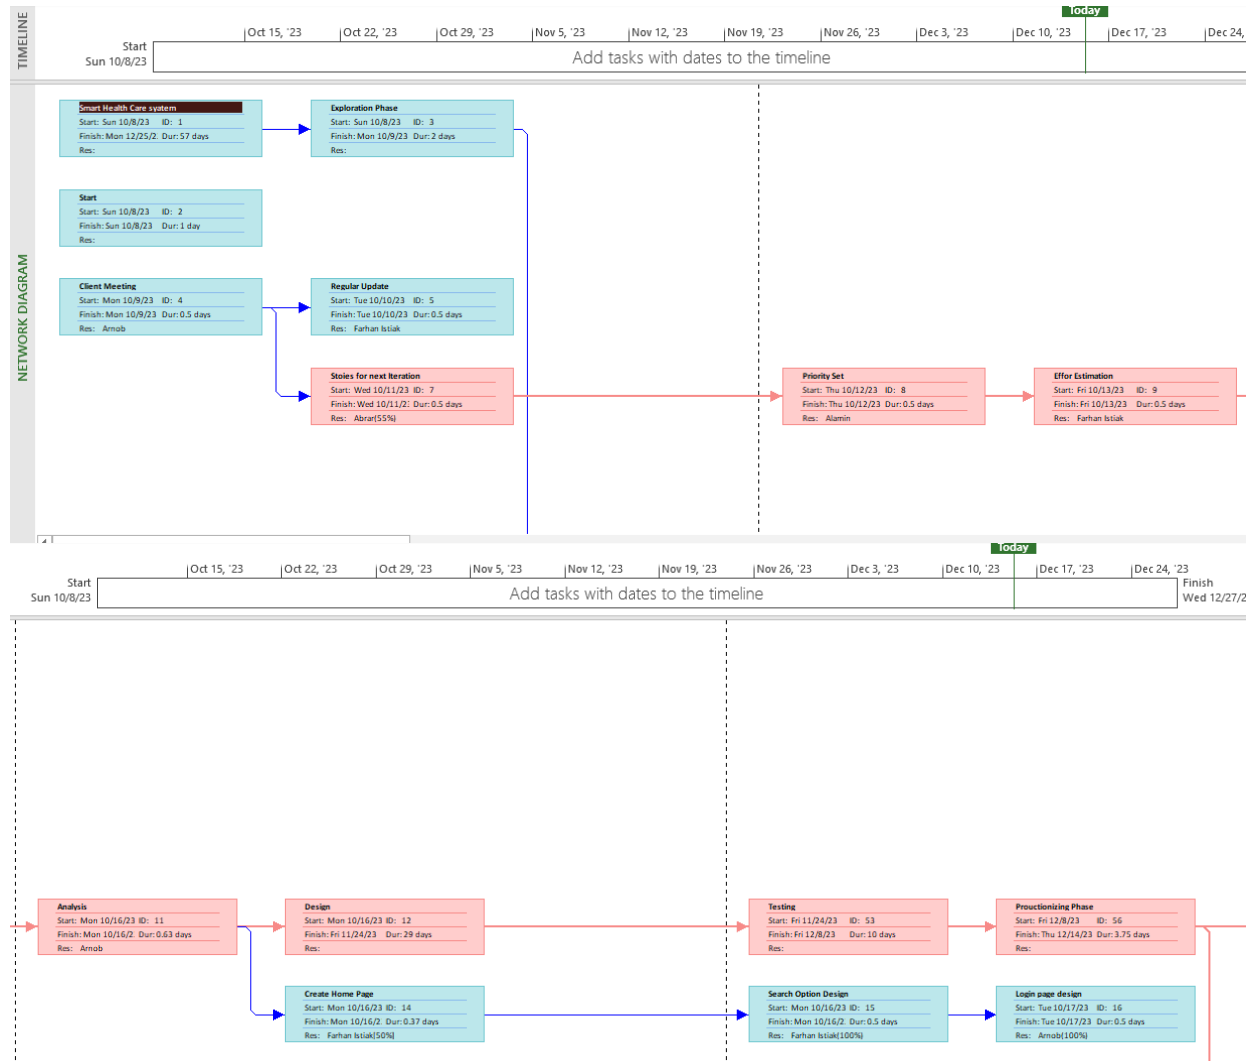 TIMELINE
Today
Oct 15, '23
Oct 22, '23
Oct 29, '23
Nov 5, '23
Nov 12, '23
Nov 19, '23
Nov 26, '23
Dec 3, '23
Dec 10, '23
Dec 17, '23
Dec 24,
Start
Sun 10/8/23
Add tasks with dates to the timeline
NETWORK DIAGRAM
Smart Health Care syatem
Start: Sun 10/8/23 ID: 1
Finish: Mon 12/25/2 Dur: 57 days
Res:
Exploration Phase
Start: Sun 10/8/23 ID: 3
Finish: Mon 10/9/23 Dur: 2 days
Res:
Start
Start: Sun 10/8/23 ID: 2
Finish: Sun 10/8/23 Dur: 1 day
Res:
Client Meeting
Start: Mon 10/9/23 ID: 4
Finish: Mon 10/9/23 Dur: 0.5 days
Res: Arnob
Regular Update
Start: Tue 10/10/23 ID: 5
Finish: Tue 10/10/23 Dur: 0.5 days
Res: Farhan Istiak
Stoies for next Iteration
Start: Wed 10/11/23 ID: 7
Finish: Wed 10/11/2: Dur: 0.5 days
Res: Abrar(55%)
Priority Set
Start: Thu 10/12/23 ID: 8
Finish: Thu 10/12/23 Dur: 0.5 days
Res: Alamin
Effor Estimation
Start: Fri 10/13/23 ID: 9
Finish: Fri 10/13/23 Dur: 0.5 days
Res: Farhan Istiak
Today
Oct 15, '23
Oct 22, '23
Oct 29, '23
Nov 5, '23
Nov 12, '23
Nov 19, '23
Nov 26, '23
Dec 3, '23
Dec 10, '23
Dec 17, '23
Dec 24, '23
Start
Sun 10/8/23
Add tasks with dates to the timeline
Finish
Wed 12/27/2
Analysis
Start: Mon 10/16/23 ID: 11
Finish: Mon 10/16/2. Dur: 0.63 days
Res: Arnob
Design
Start: Mon 10/16/23 ID: 12
Finish: Fri 11/24/23 Dur: 29 days
Res:
Testing
Start: Fri 11/24/23 ID: 53
Finish: Fri 12/8/23 Dur: 10 days
Res:
Prouctionizing Phase
Start: Fri 12/8/23 ID: 56
Finish: Thu 12/14/23 Dur: 3.75 days
Res:
Create Home Page
Start: Mon 10/16/23 ID: 14
Finish: Mon 10/16/2. Dur: 0.37 days
Res: Farhan Istiak[50%]
Search Option Design
Start: Mon 10/16/23 ID: 15
Finish: Mon 10/16/2. Dur: 0.5 days
Res: Farhan Istiak[100%]
Login page design
Start: Tue 10/17/23 ID: 16
Finish: Tue 10/17/23 Dur: 0.5 days
Res: Arnob[100%]